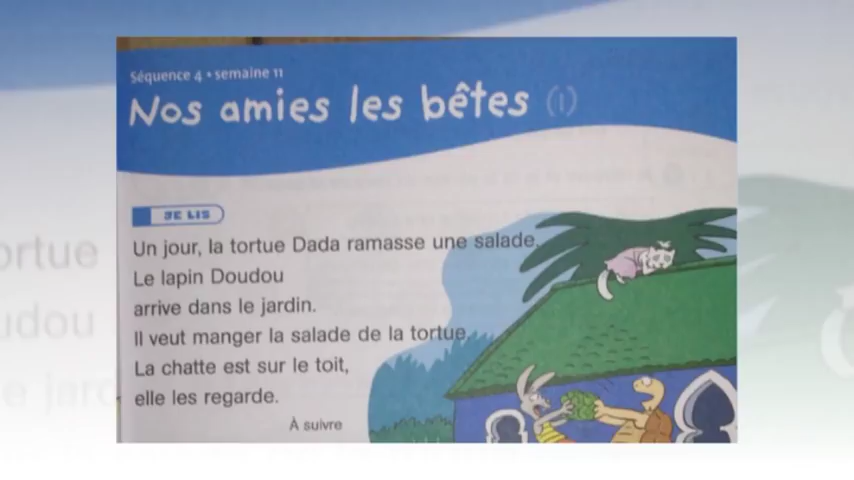 Séquence 4 • semaine 11
Nos amies les bêtes (1)
JE LIS
Un jour, la tortue Dada ramasse une salade.
Le lapin Doudou
arrive dans le jardin.
Il veut manger la salade de la tortue.
La chatte est sur le toit,
elle les regarde.
À suivre